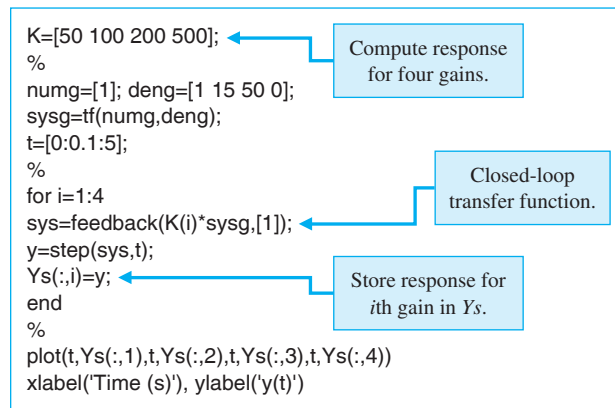 K=[50 100 200 500];
Compute response
for four gains.
%
numg=[1]; deng=[1 15 50 0];
sysg=tf(numg,deng);
t=[0:0.1:5];
%
for i=1:4
sys=feedback(K(i)*sysg,[1]);
Closed-loop
transfer function.
y=step(sys,t);
Ys(:,i)=y;
Store response for
ith gain in Ys.
end
%
plot(t,Ys(:,1),t,Ys(:,2),t,Ys(:,3),t,Ys(:,4))
xlabel('Time (s)'), ylabel('y(t)')